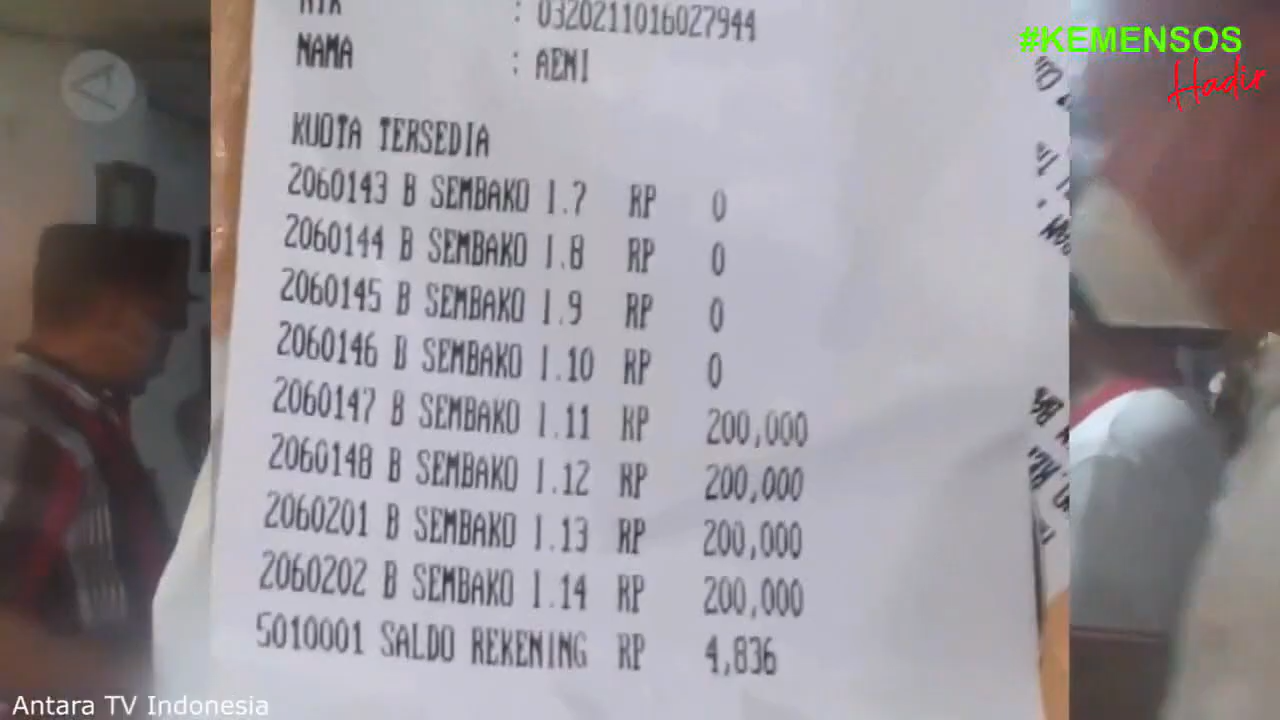 : 0320211016027944
NAMA : AENI
KUOTA TERSEDIA
2060143 B SEMBAKO 1.7 RP 0
2060144 B SEMBAKO 1.8 RP 0
2060145 B SEMBAKO 1.9 RP 0
2060146 B SEMBAKO 1.10 RP 0
2060147 B SEMBAKO 1.11 RP 200,000
2060148 B SEMBAKO 1.12 RP 200,000
2060201 B SEMBAKO 1.13 RP 200,000
2060202 B SEMBAKO 1.14 RP 200,000
5010001 SALDO REKENING RP 4,836
#KEMENSOS
Hadir
Antara TV Indonesia